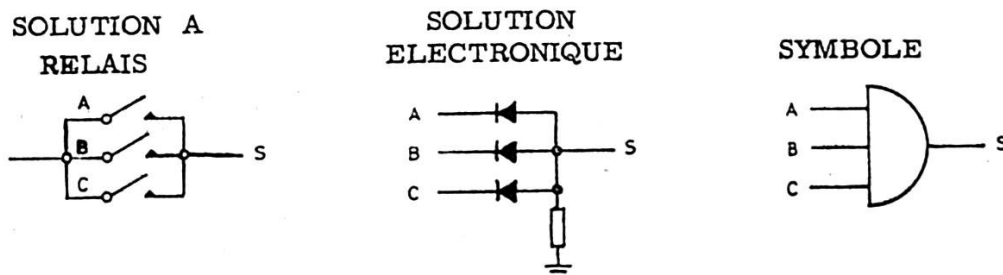 SOLUTION A
RELAIS
A
B
C
S
SOLUTION
ELECTRONIQUE
A
B
C
S
SYMBOLE
A
B
C
S